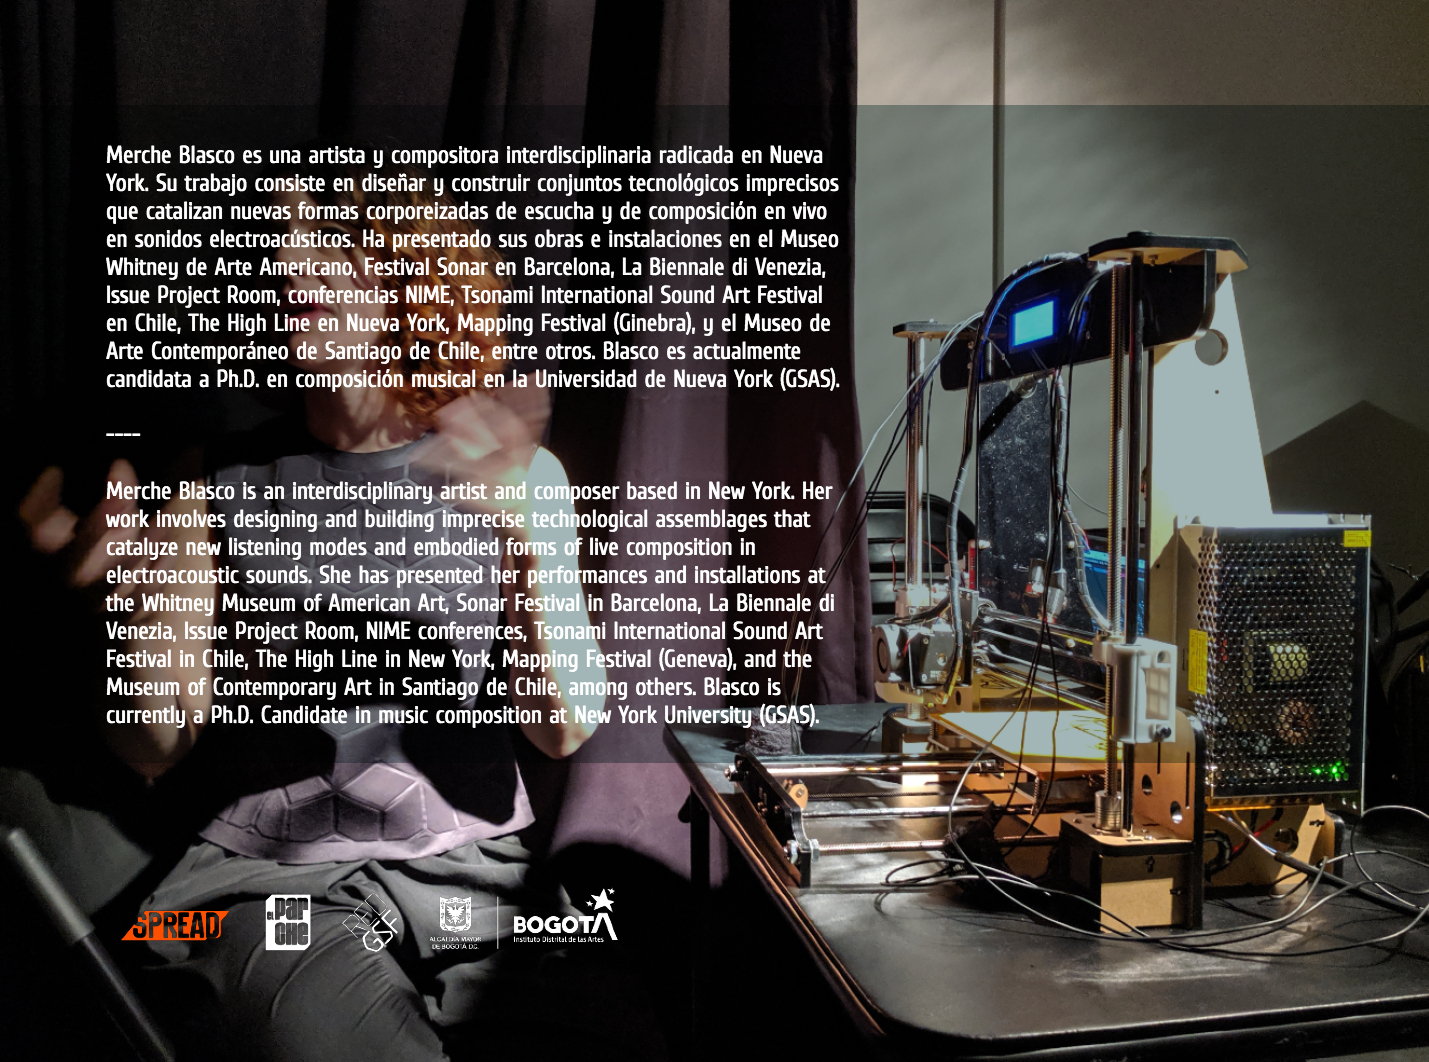 Merche Blasco es una artista y compositora interdisciplinaria radicada en Nueva
York. Su trabajo consiste en diseñar y construir conjuntos tecnológicos imprecisos
que catalizan nuevas formas corporeizadas de escucha y de composición en vivo
en sonidos electroacústicos. Ha presentado sus obras e instalaciones en el Museo
Whitney de Arte Americano, Festival Sonar en Barcelona, La Biennale di Venezia,
Issue Project Room, conferencias NIME, Tsonami International Sound Art Festival
en Chile, The High Line en Nueva York, Mapping Festival (Ginebra), y el Museo de
Arte Contemporáneo de Santiago de Chile, entre otros. Blasco es actualmente
candidata a Ph.D. en composición musical en la Universidad de Nueva York (GSAS).
----
Merche Blasco is an interdisciplinary artist and composer based in New York. Her
work involves designing and building imprecise technological assemblages that
catalyze new listening modes and embodied forms of live composition in
electroacoustic sounds. She has presented her performances and installations at
the Whitney Museum of American Art, Sonar Festival in Barcelona, La Biennale di
Venezia, Issue Project Room, NIME conferences, Tsonami International Sound Art
Festival in Chile, The High Line in New York, Mapping Festival (Geneva), and the
Museum of Contemporary Art in Santiago de Chile, among others. Blasco is
currently a Ph.D. Candidate in music composition at New York University (GSAS).
SPREAD
EL PARCHE
ALCALDÍA MAYOR
DE BOGOTÁ D.C.
BOGOTÁ
Instituto Distrital de las Artes